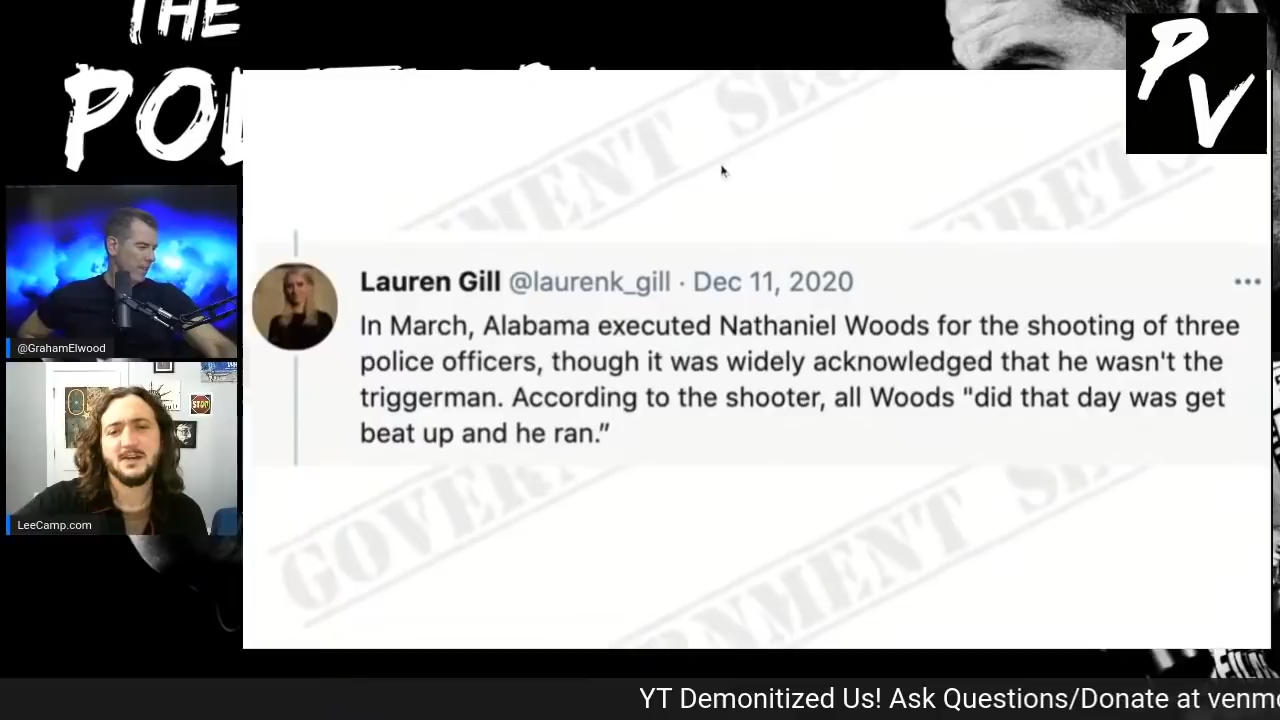 THE
PO
P
V
GOVERNMENT SECRETS
Lauren Gill @laurenk_gill · Dec 11, 2020
In March, Alabama executed Nathaniel Woods for the shooting of three
police officers, though it was widely acknowledged that he wasn't the
triggerman. According to the shooter, all Woods "did that day was get
beat up and he ran.”
@GrahamElwood
STOP
LeeCamp.com
YT Demonitized Us! Ask Questions/Donate at venm